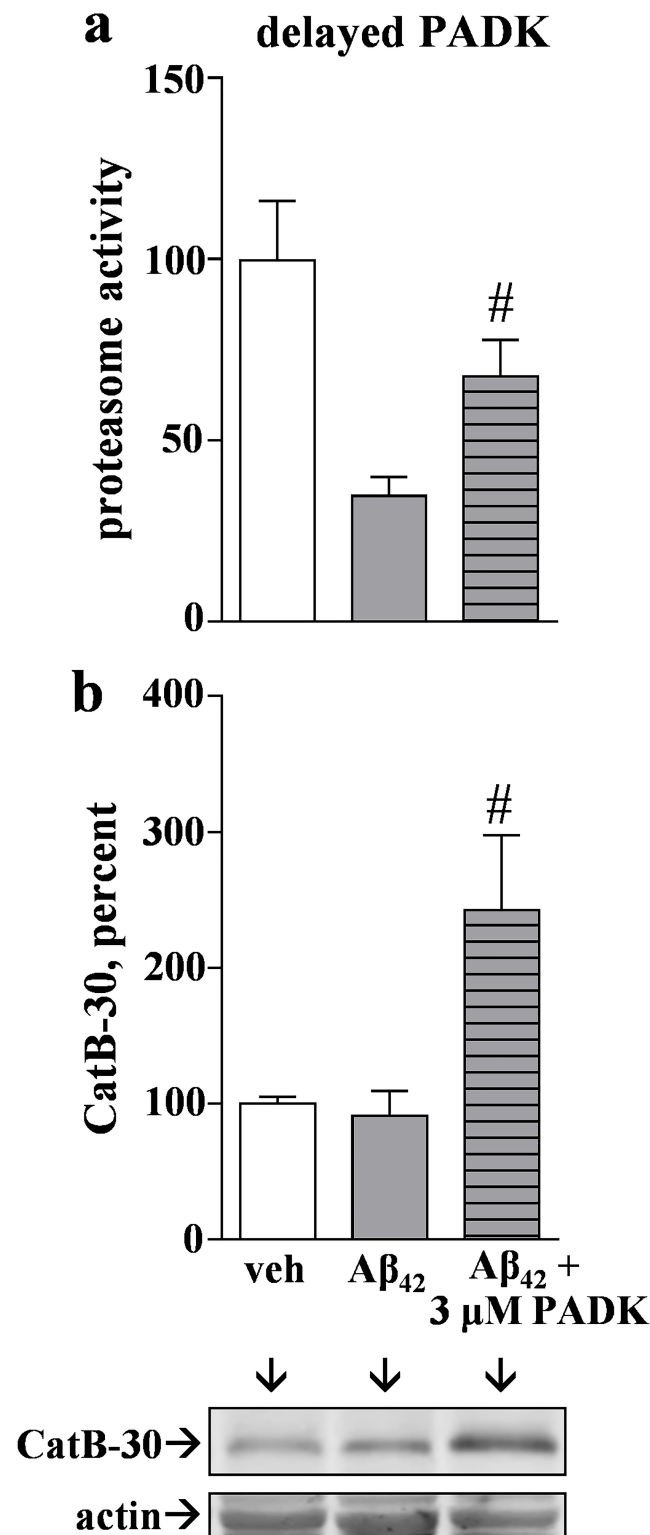 a
delayed PADK
150
100
50
0
proteasome activity
#
b
400
300
200
100
0
CatB-30, percent
#
veh
Aβ42
Aβ42 +
3 μM PADK
CatB-30→
actin→